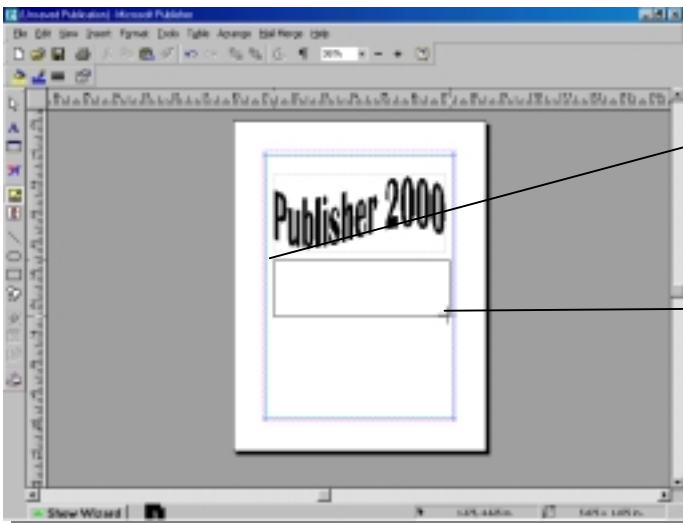 [Unsaved Publication] - Microsoft Publisher
File Edit View Insert Format Tools Table Arrange Mail Merge Help
36%
Publisher 2000
Show Wizard